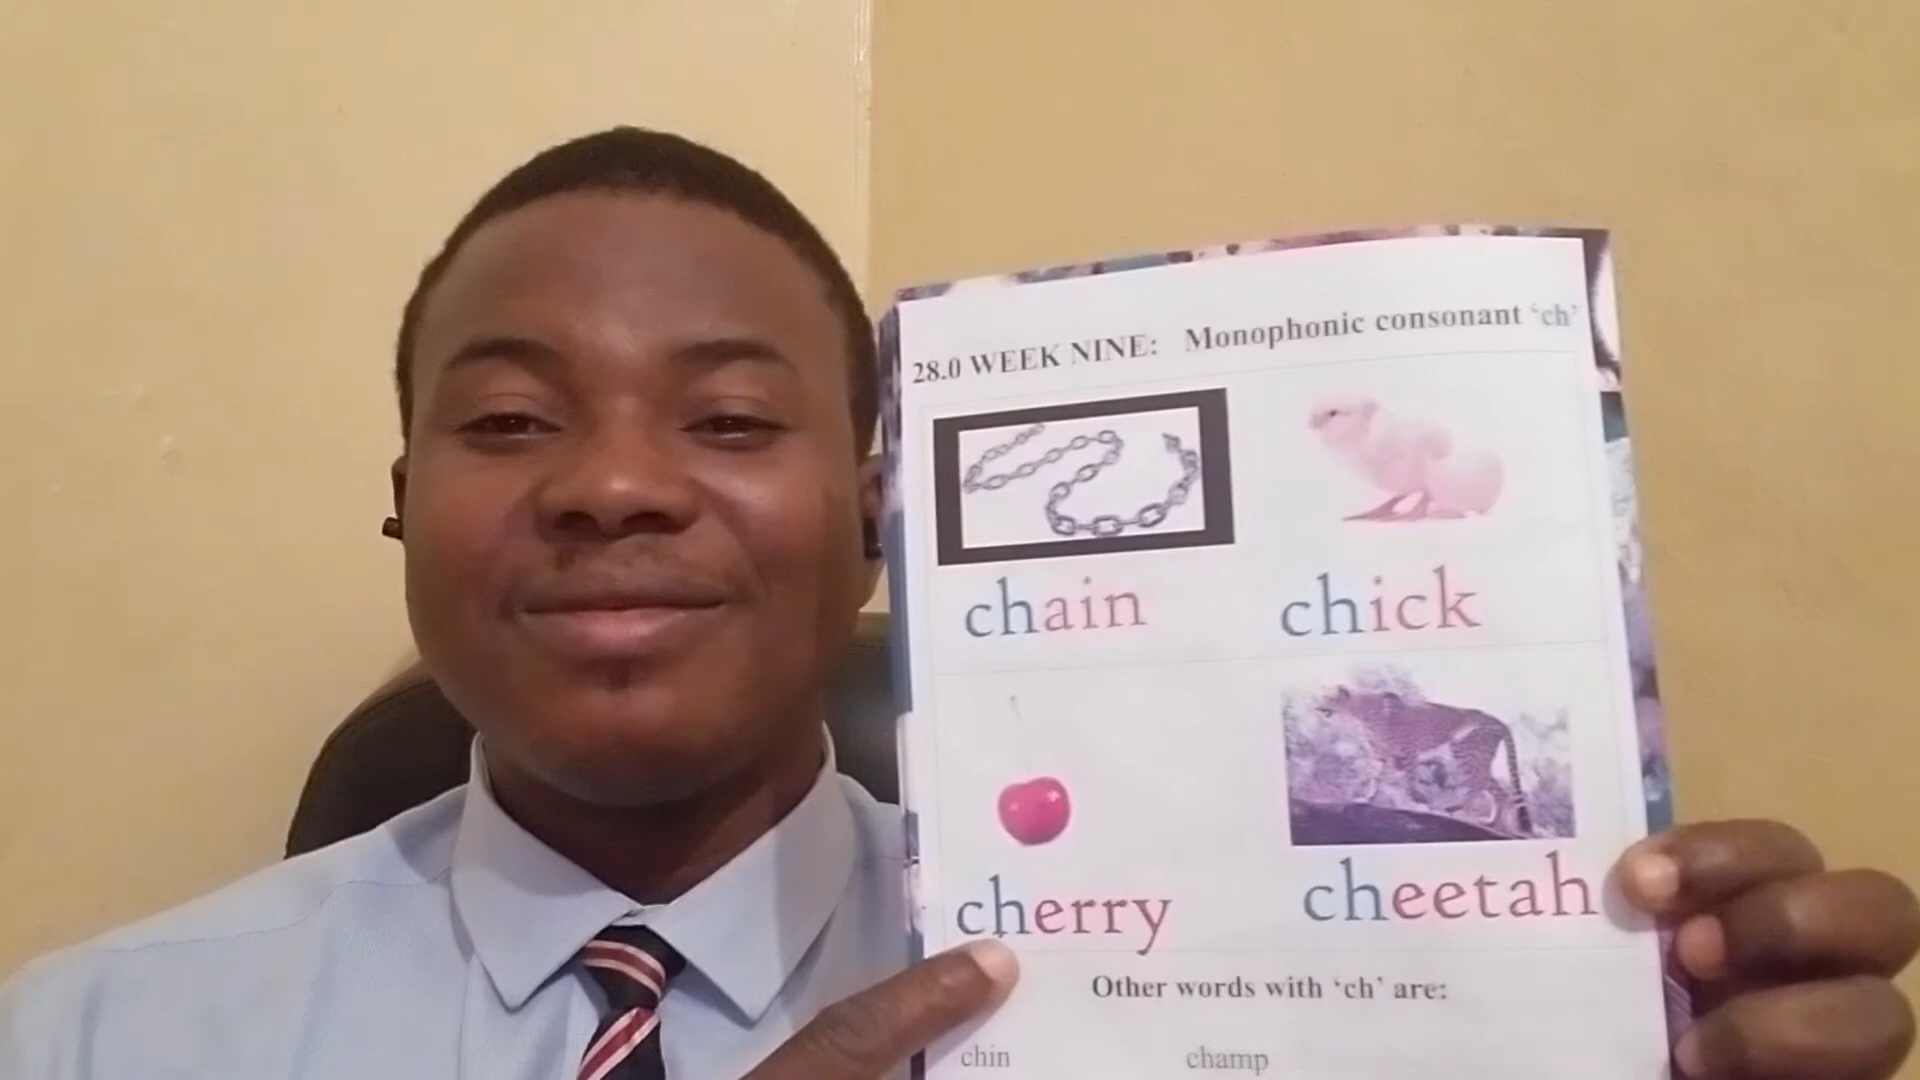 28.0 WEEK NINE: Monophonic consonant ‘ch’
chain chick
cherry cheetah
Other words with ‘ch’ are:
chin champ